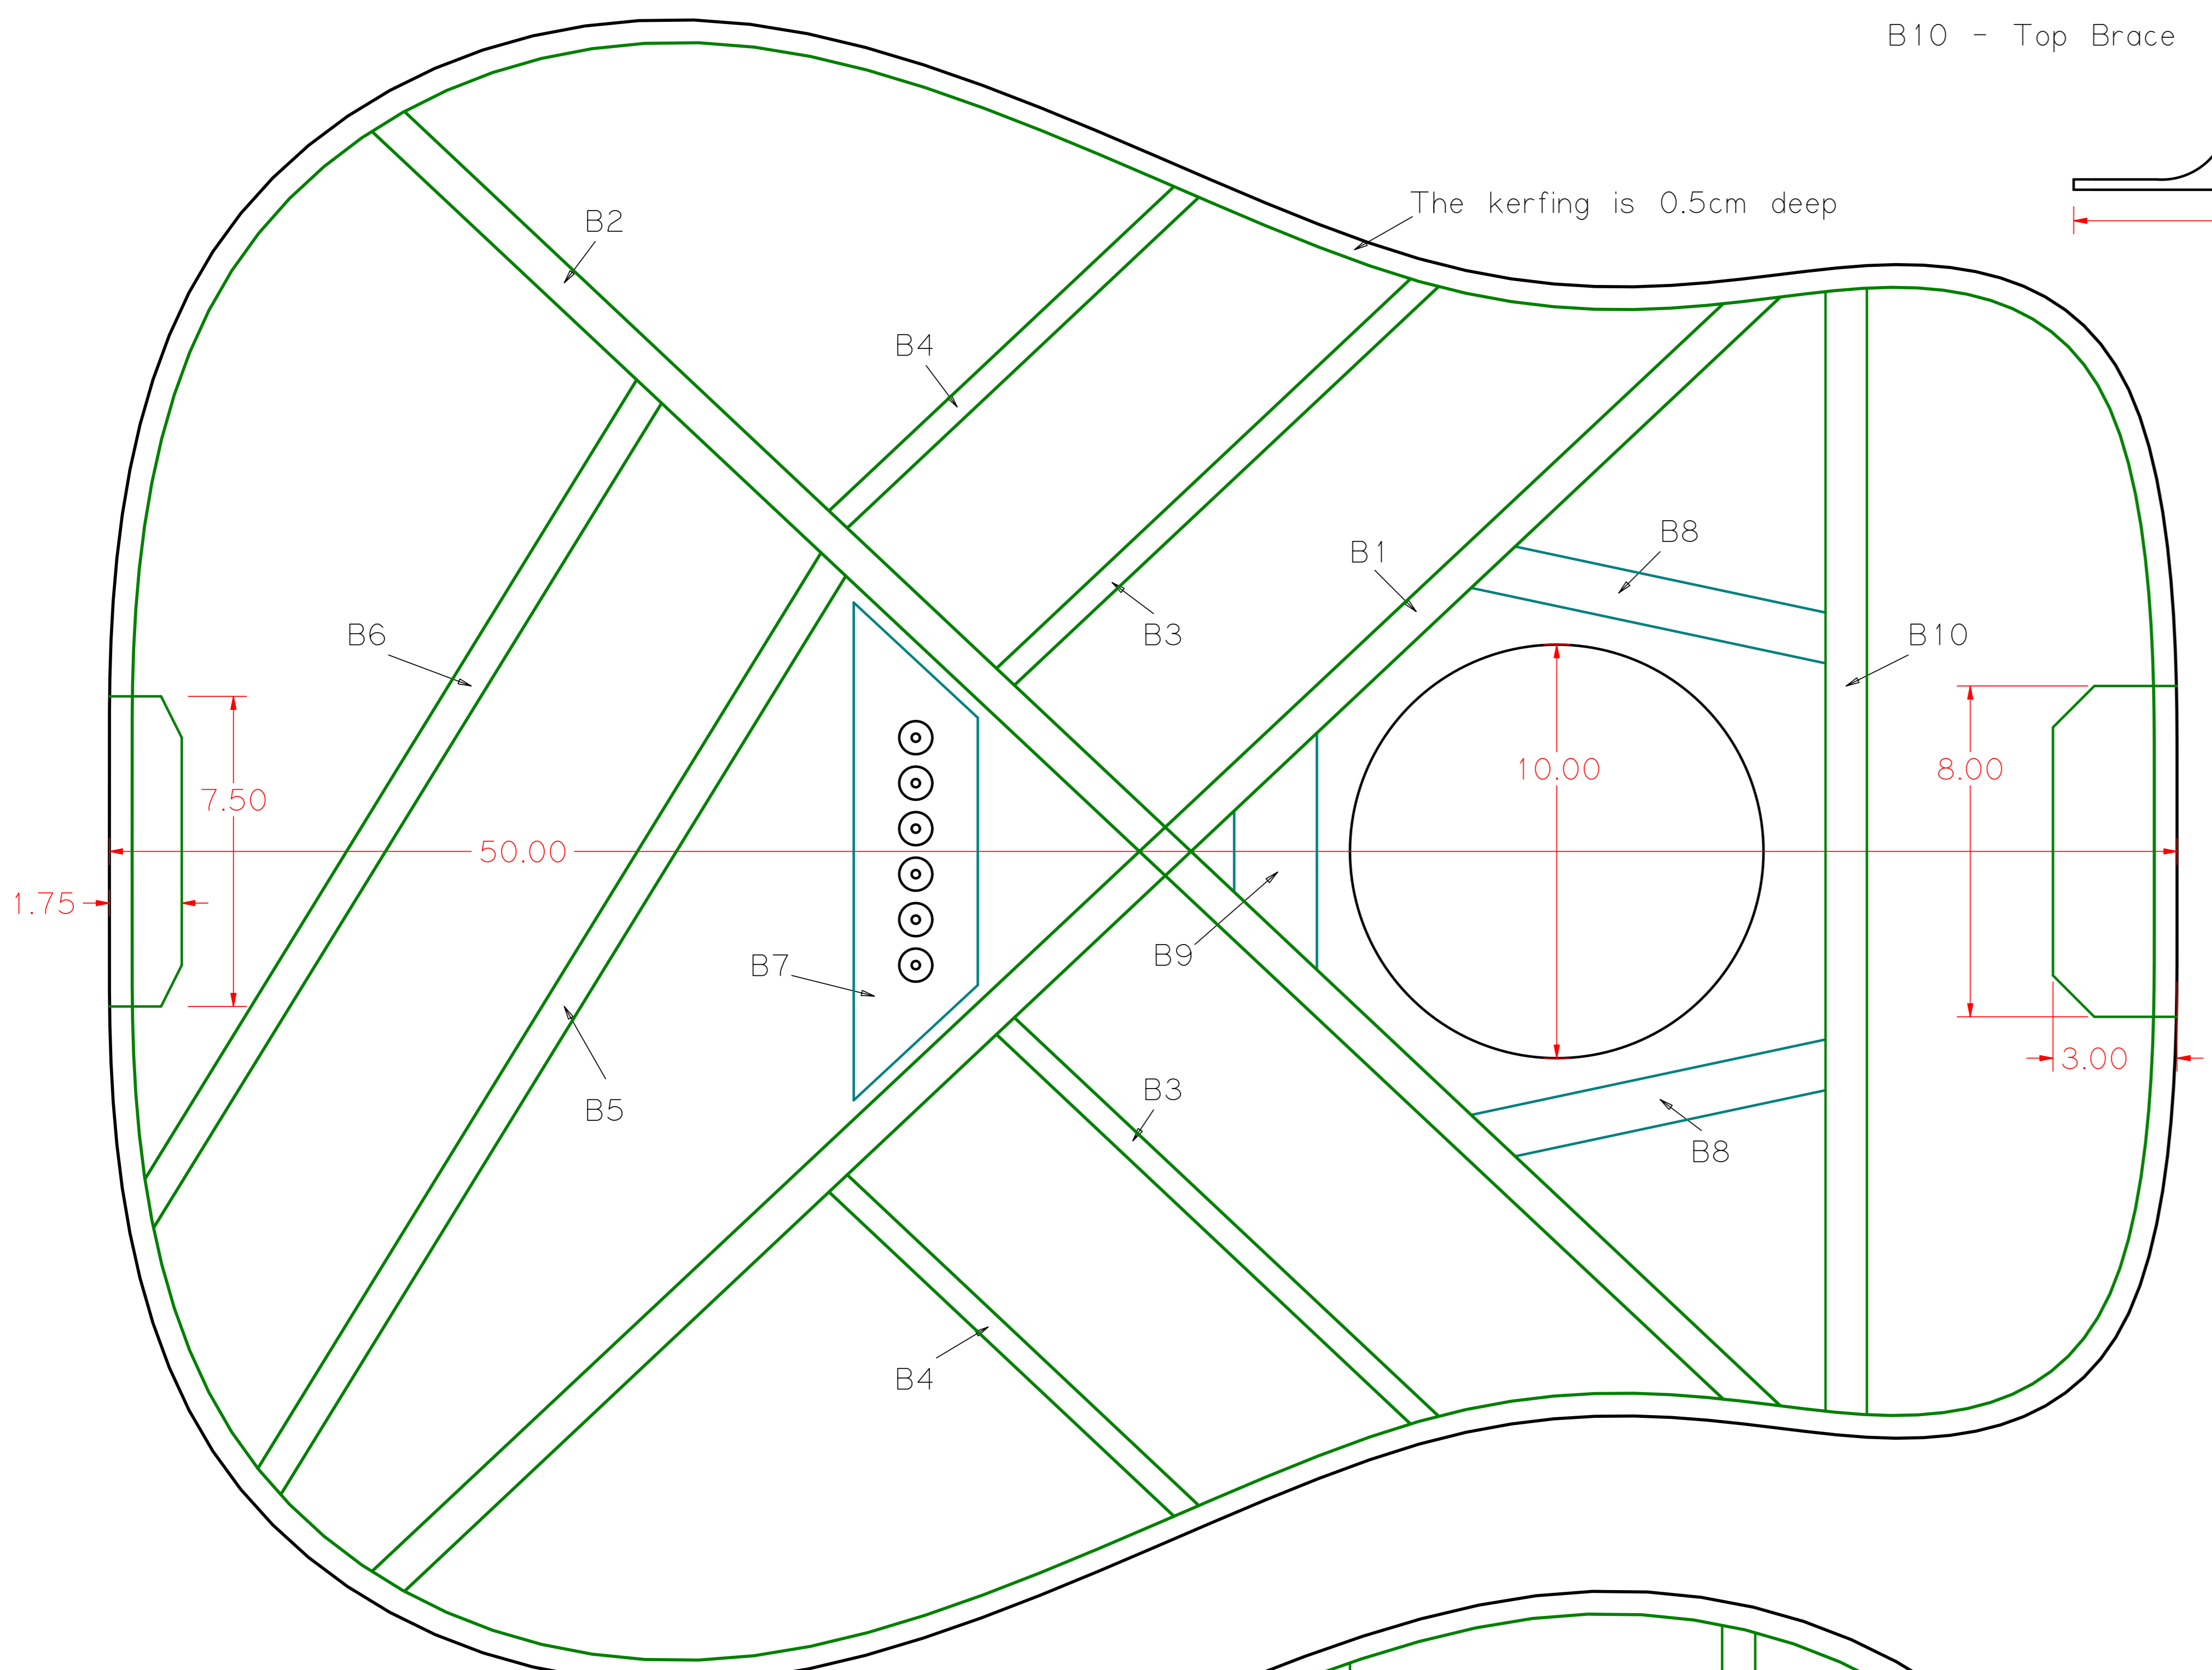 B10 - Top Brace
The kerfing is 0.5cm deep
B2
B4
B8
B1
B6
B3
B10
10.00
8.00
7.50
50.00
1.75
B9
B7
3.00
B3
B5
B8
B4